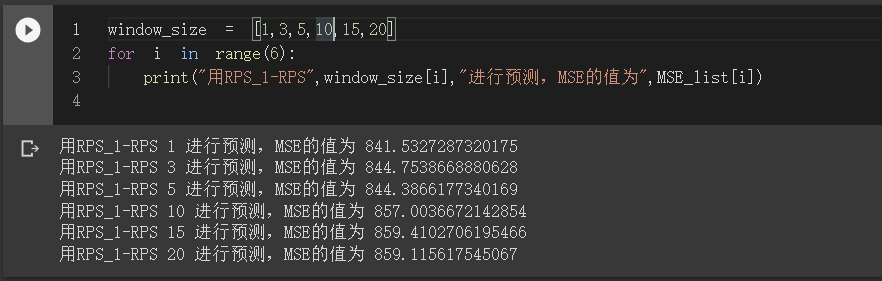 1 window_size = [1,3,5,10,15,20]
2 for i in range(6):
3 print("用RPS_1-RPS",window_size[i],"进行预测，MSE的值为",MSE_list[i])
4
用RPS_1-RPS 1 进行预测，MSE的值为 841.5327287320175
用RPS_1-RPS 3 进行预测，MSE的值为 844.7538668880628
用RPS_1-RPS 5 进行预测，MSE的值为 844.3866177340169
用RPS_1-RPS 10 进行预测，MSE的值为 857.0036672142854
用RPS_1-RPS 15 进行预测，MSE的值为 859.4102706195466
用RPS_1-RPS 20 进行预测，MSE的值为 859.115617545067